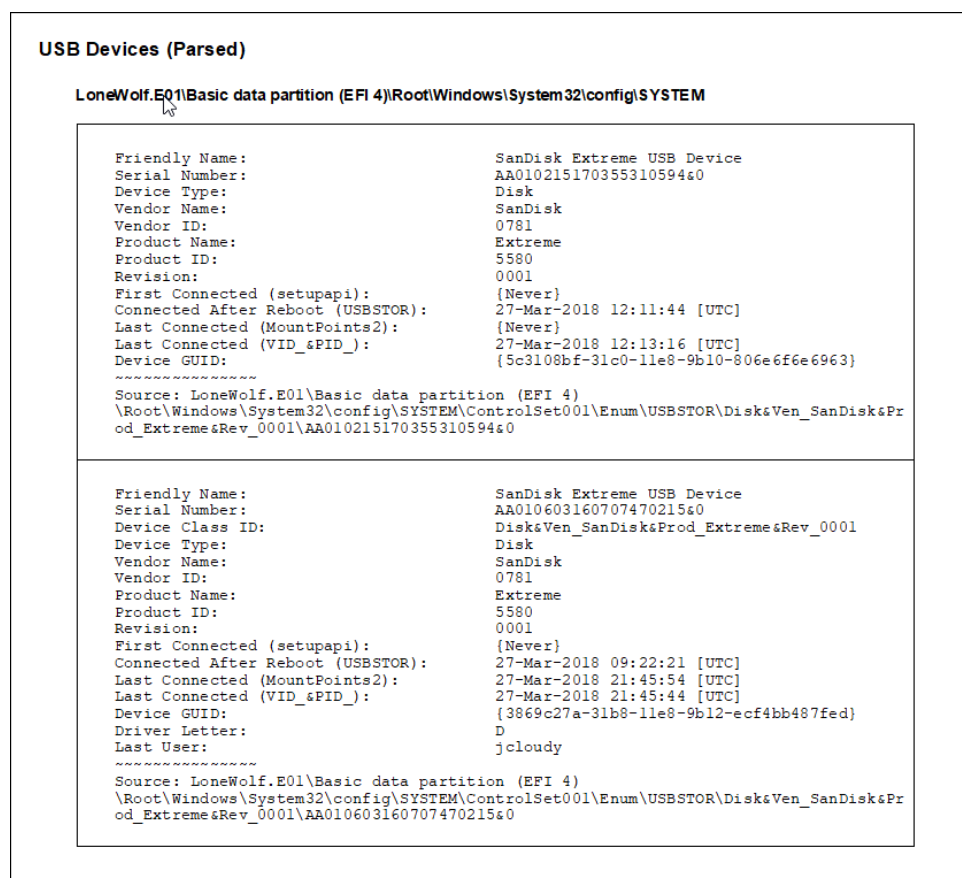 USB Devices (Parsed)
LoneWolf.E01\Basic data partition (EFI 4)\Root\Windows\System32\config\SYSTEM
Friendly Name: SanDisk Extreme USB Device
Serial Number: AA010215170355310594&0
Device Type: Disk
Vendor Name: SanDisk
Vendor ID: 0781
Product Name: Extreme
Product ID: 5580
Revision: 0001
First Connected (setupapi): {Never}
Connected After Reboot (USBSTOR): 27-Mar-2018 12:11:44 [UTC]
Last Connected (MountPoints2): {Never}
Last Connected (VID_&PID_): 27-Mar-2018 12:13:16 [UTC]
Device GUID: {5c3108bf-31c0-11e8-9b10-806e6f6e6963}
~~~~~~~~~~~~~~~
Source: LoneWolf.E01\Basic data partition (EFI 4)
\Root\Windows\System32\config\SYSTEM\ControlSet001\Enum\USBSTOR\Disk&Ven_SanDisk&Pr
od_Extreme&Rev_0001\AA010215170355310594&0
Friendly Name: SanDisk Extreme USB Device
Serial Number: AA010603160707470215&0
Device Class ID: Disk&Ven_SanDisk&Prod_Extreme&Rev_0001
Device Type: Disk
Vendor Name: SanDisk
Vendor ID: 0781
Product Name: Extreme
Product ID: 5580
Revision: 0001
First Connected (setupapi): {Never}
Connected After Reboot (USBSTOR): 27-Mar-2018 09:22:21 [UTC]
Last Connected (MountPoints2): 27-Mar-2018 21:45:54 [UTC]
Last Connected (VID_&PID_): 27-Mar-2018 21:45:44 [UTC]
Device GUID: {3869c27a-31b8-11e8-9b12-ecf4bb487fed}
Driver Letter: D
Last User: jcloudy
~~~~~~~~~~~~~~~
Source: LoneWolf.E01\Basic data partition (EFI 4)
\Root\Windows\System32\config\SYSTEM\ControlSet001\Enum\USBSTOR\Disk&Ven_SanDisk&Pr
od_Extreme&Rev_0001\AA010603160707470215&0